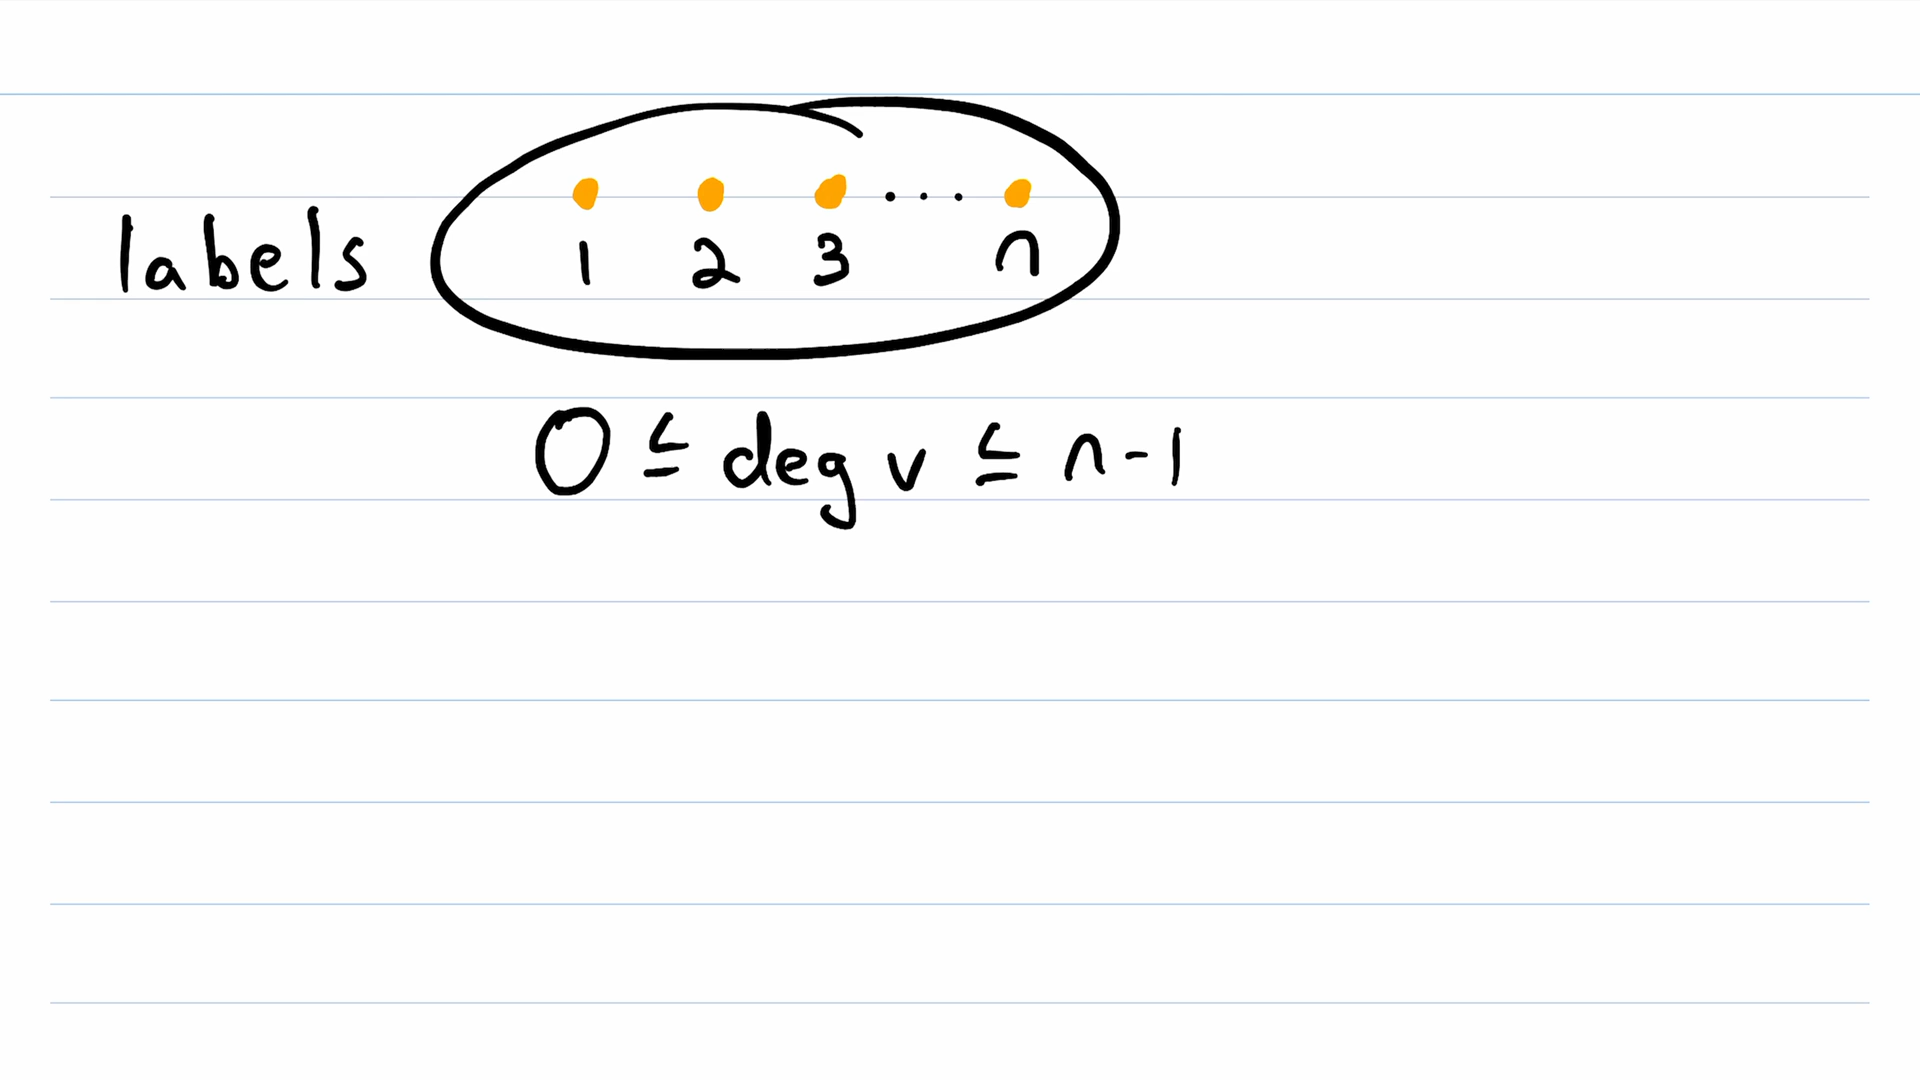 labels 1 2 3 ... n
0 ≤ deg v ≤ n-1